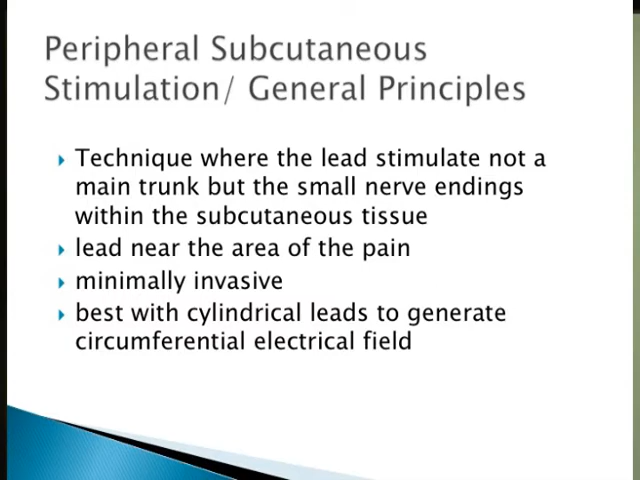 Peripheral Subcutaneous
Stimulation/ General Principles
Technique where the lead stimulate not a
main trunk but the small nerve endings
within the subcutaneous tissue
lead near the area of the pain
minimally invasive
best with cylindrical leads to generate
circumferential electrical field